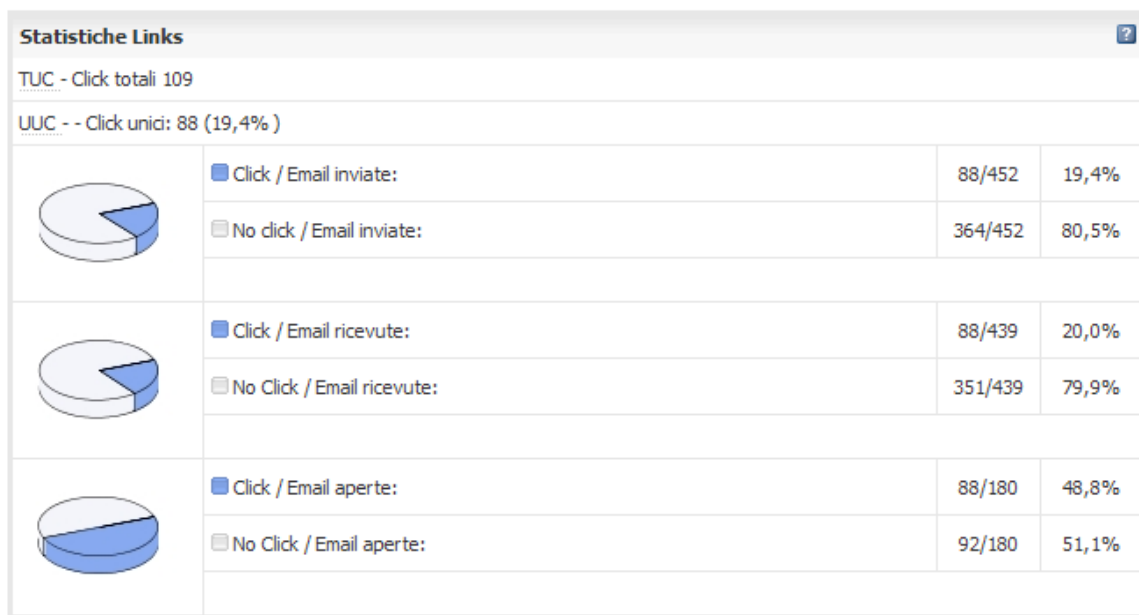 Statistiche Links ?
TUC - Click totali 109
UUC - - Click unici: 88 (19,4% )
Click / Email inviate: 88/452 19,4%
No click / Email inviate: 364/452 80,5%
Click / Email ricevute: 88/439 20,0%
No Click / Email ricevute: 351/439 79,9%
Click / Email aperte: 88/180 48,8%
No Click / Email aperte: 92/180 51,1%